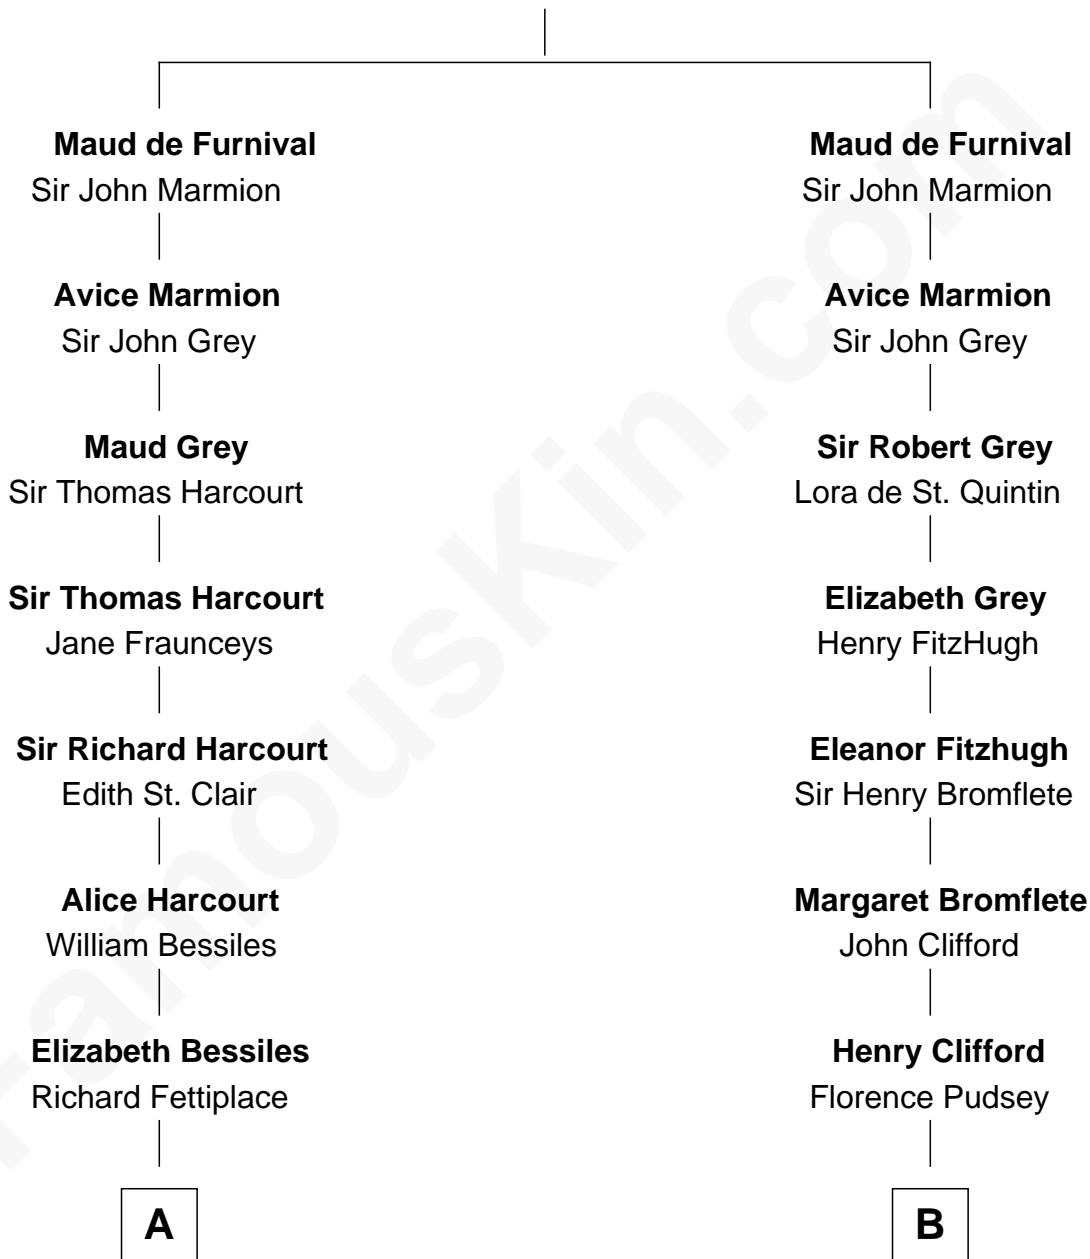 Maud de Furnival
Sir John Marmion
Avice Marmion
Sir John Grey
Maud Grey
Sir Thomas Harcourt
Sir Thomas Harcourt
Jane Fraunceys
Sir Richard Harcourt
Edith St. Clair
Alice Harcourt
William Bessiles
Elizabeth Bessiles
Richard Fettiplace
A
Maud de Furnival
Sir John Marmion
Avice Marmion
Sir John Grey
Sir Robert Grey
Lora de St. Quintin
Elizabeth Grey
Henry FitzHugh
Eleanor Fitzhugh
Sir Henry Bromflete
Margaret Bromflete
John Clifford
Henry Clifford
Florence Pudsey
B
FamousKin.com